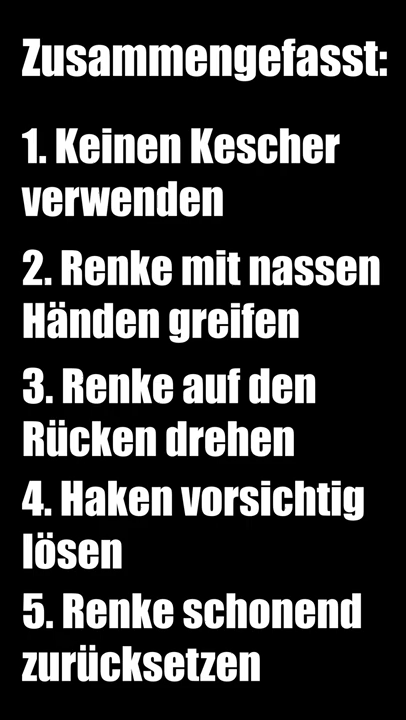 Zusammengefasst:
1. Keinen Kescher
verwenden
2. Renke mit nassen
Händen greifen
3. Renke auf den
Rücken drehen
4. Haken vorsichtig
lösen
5. Renke schonend
zurücksetzen